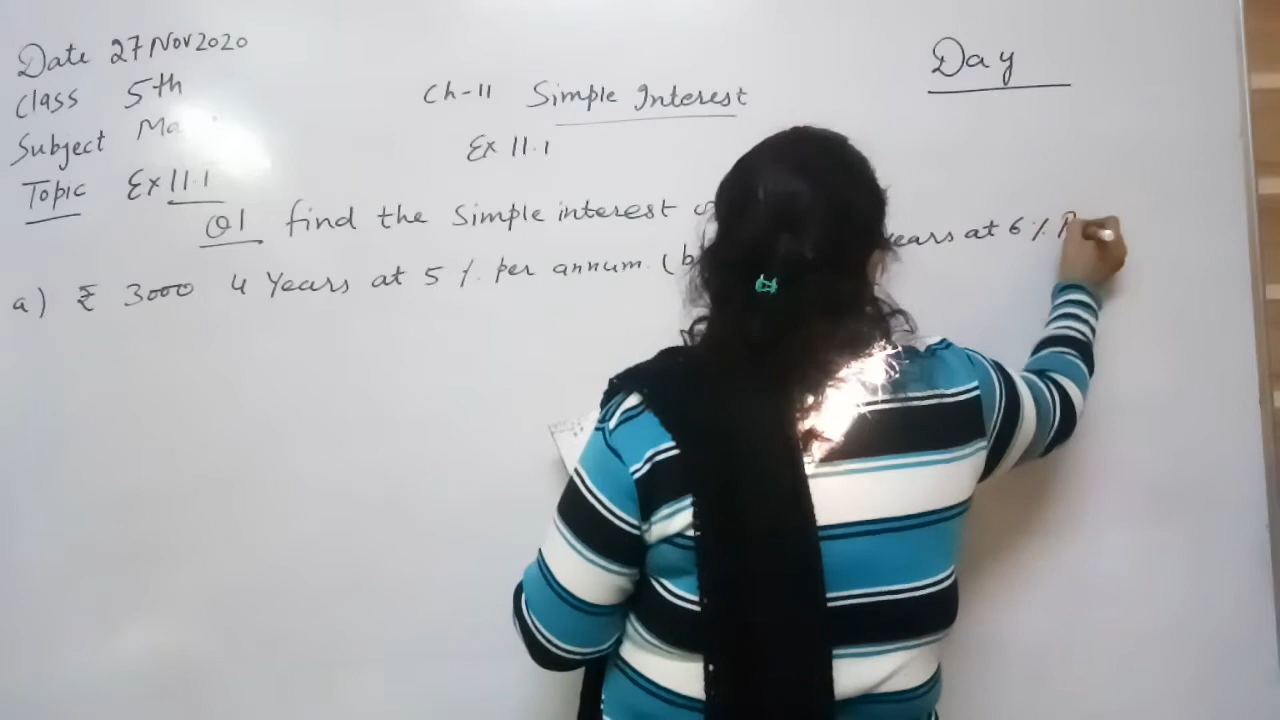 Date 27 Nov 2020
Day
Class 5th
Ch-11 Simple Interest
Subject
Ex 11.1
Topic Ex 11.1
Q1 find the Simple interest
a) ₹ 3000 4 Years at 5 % per annum (b years at 6 %